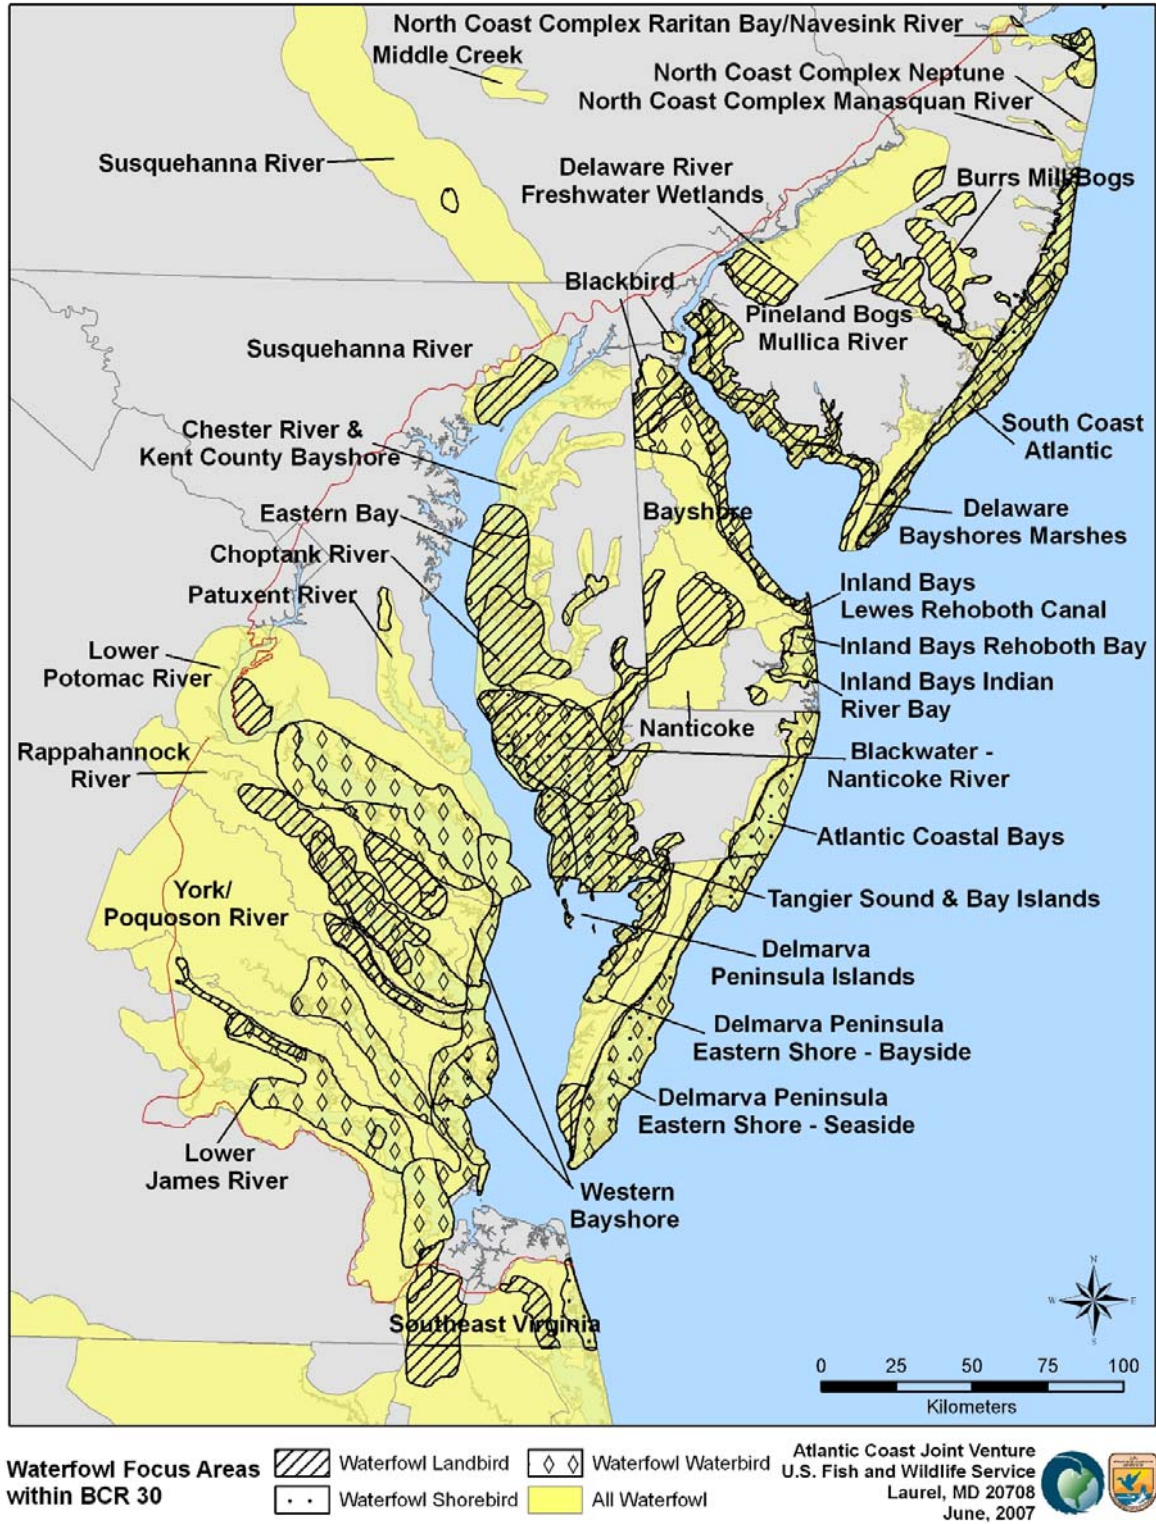 North Coast Complex Raritan Bay/Navesink River
Middle Creek
North Coast Complex Neptune
North Coast Complex Manasquan River
Susquehanna River
Delaware River
Freshwater Wetlands
Burrs Mill Bogs
Blackbird
Pineland Bogs
Mullica River
Susquehanna River
South Coast
Atlantic
Chester River &
Kent County Bayshore
Eastern Bay
Bayshore
Delaware
Bayshores Marshes
Choptank River
Patuxent River
Inland Bays
Lewes Rehoboth Canal
Inland Bays Rehoboth Bay
Lower
Potomac River
Inland Bays Indian
River Bay
Nanticoke
Rappahannock
River
Blackwater -
Nanticoke River
Atlantic Coastal Bays
York/
Poquoson River
Tangier Sound & Bay Islands
Delmarva
Peninsula Islands
Delmarva Peninsula
Eastern Shore - Bayside
Delmarva Peninsula
Eastern Shore - Seaside
Lower
James River
Western
Bayshore
Southeast Virginia
N
W E
S
0 25 50 75 100
Kilometers
Waterfowl Focus Areas
within BCR 30
Waterfowl Landbird
Waterfowl Waterbird
Waterfowl Shorebird
All Waterfowl
Atlantic Coast Joint Venture
U.S. Fish and Wildlife Service
Laurel, MD 20708
June, 2007